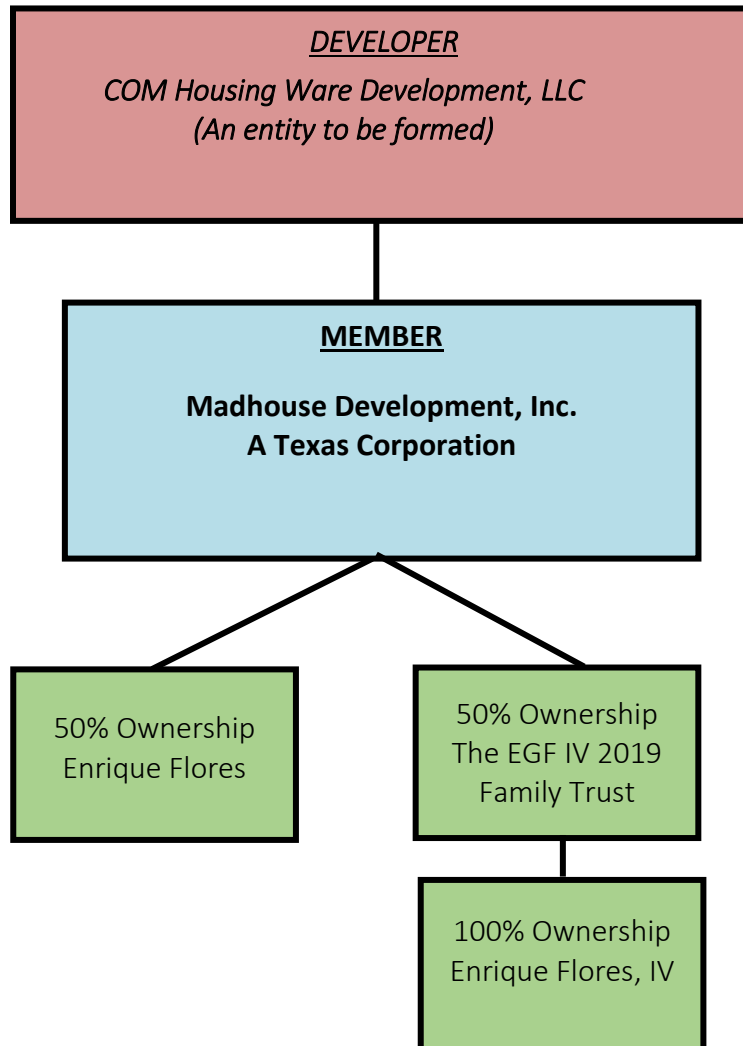 DEVELOPER
COM Housing Ware Development, LLC
(An entity to be formed)
MEMBER
Madhouse Development, Inc.
A Texas Corporation
50% Ownership
Enrique Flores
50% Ownership
The EGF IV 2019
Family Trust
100% Ownership
Enrique Flores, IV